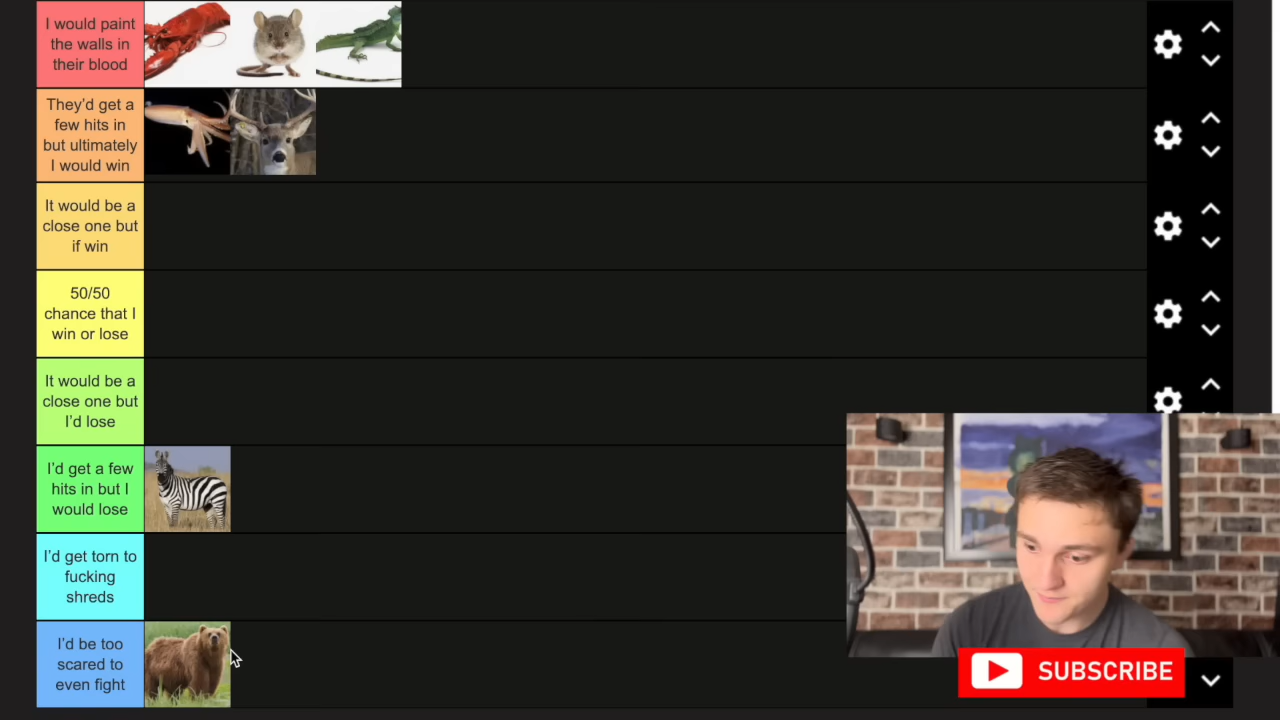 I would paint
the walls in
their blood
They'd get a
few hits in
but ultimately
I would win
It would be a
close one but
if win
50/50
chance that I
win or lose
It would be a
close one but
I'd lose
I'd get a few
hits in but I
would lose
I'd get torn to
fucking
shreds
I'd be too
scared to
even fight
SUBSCRIBE